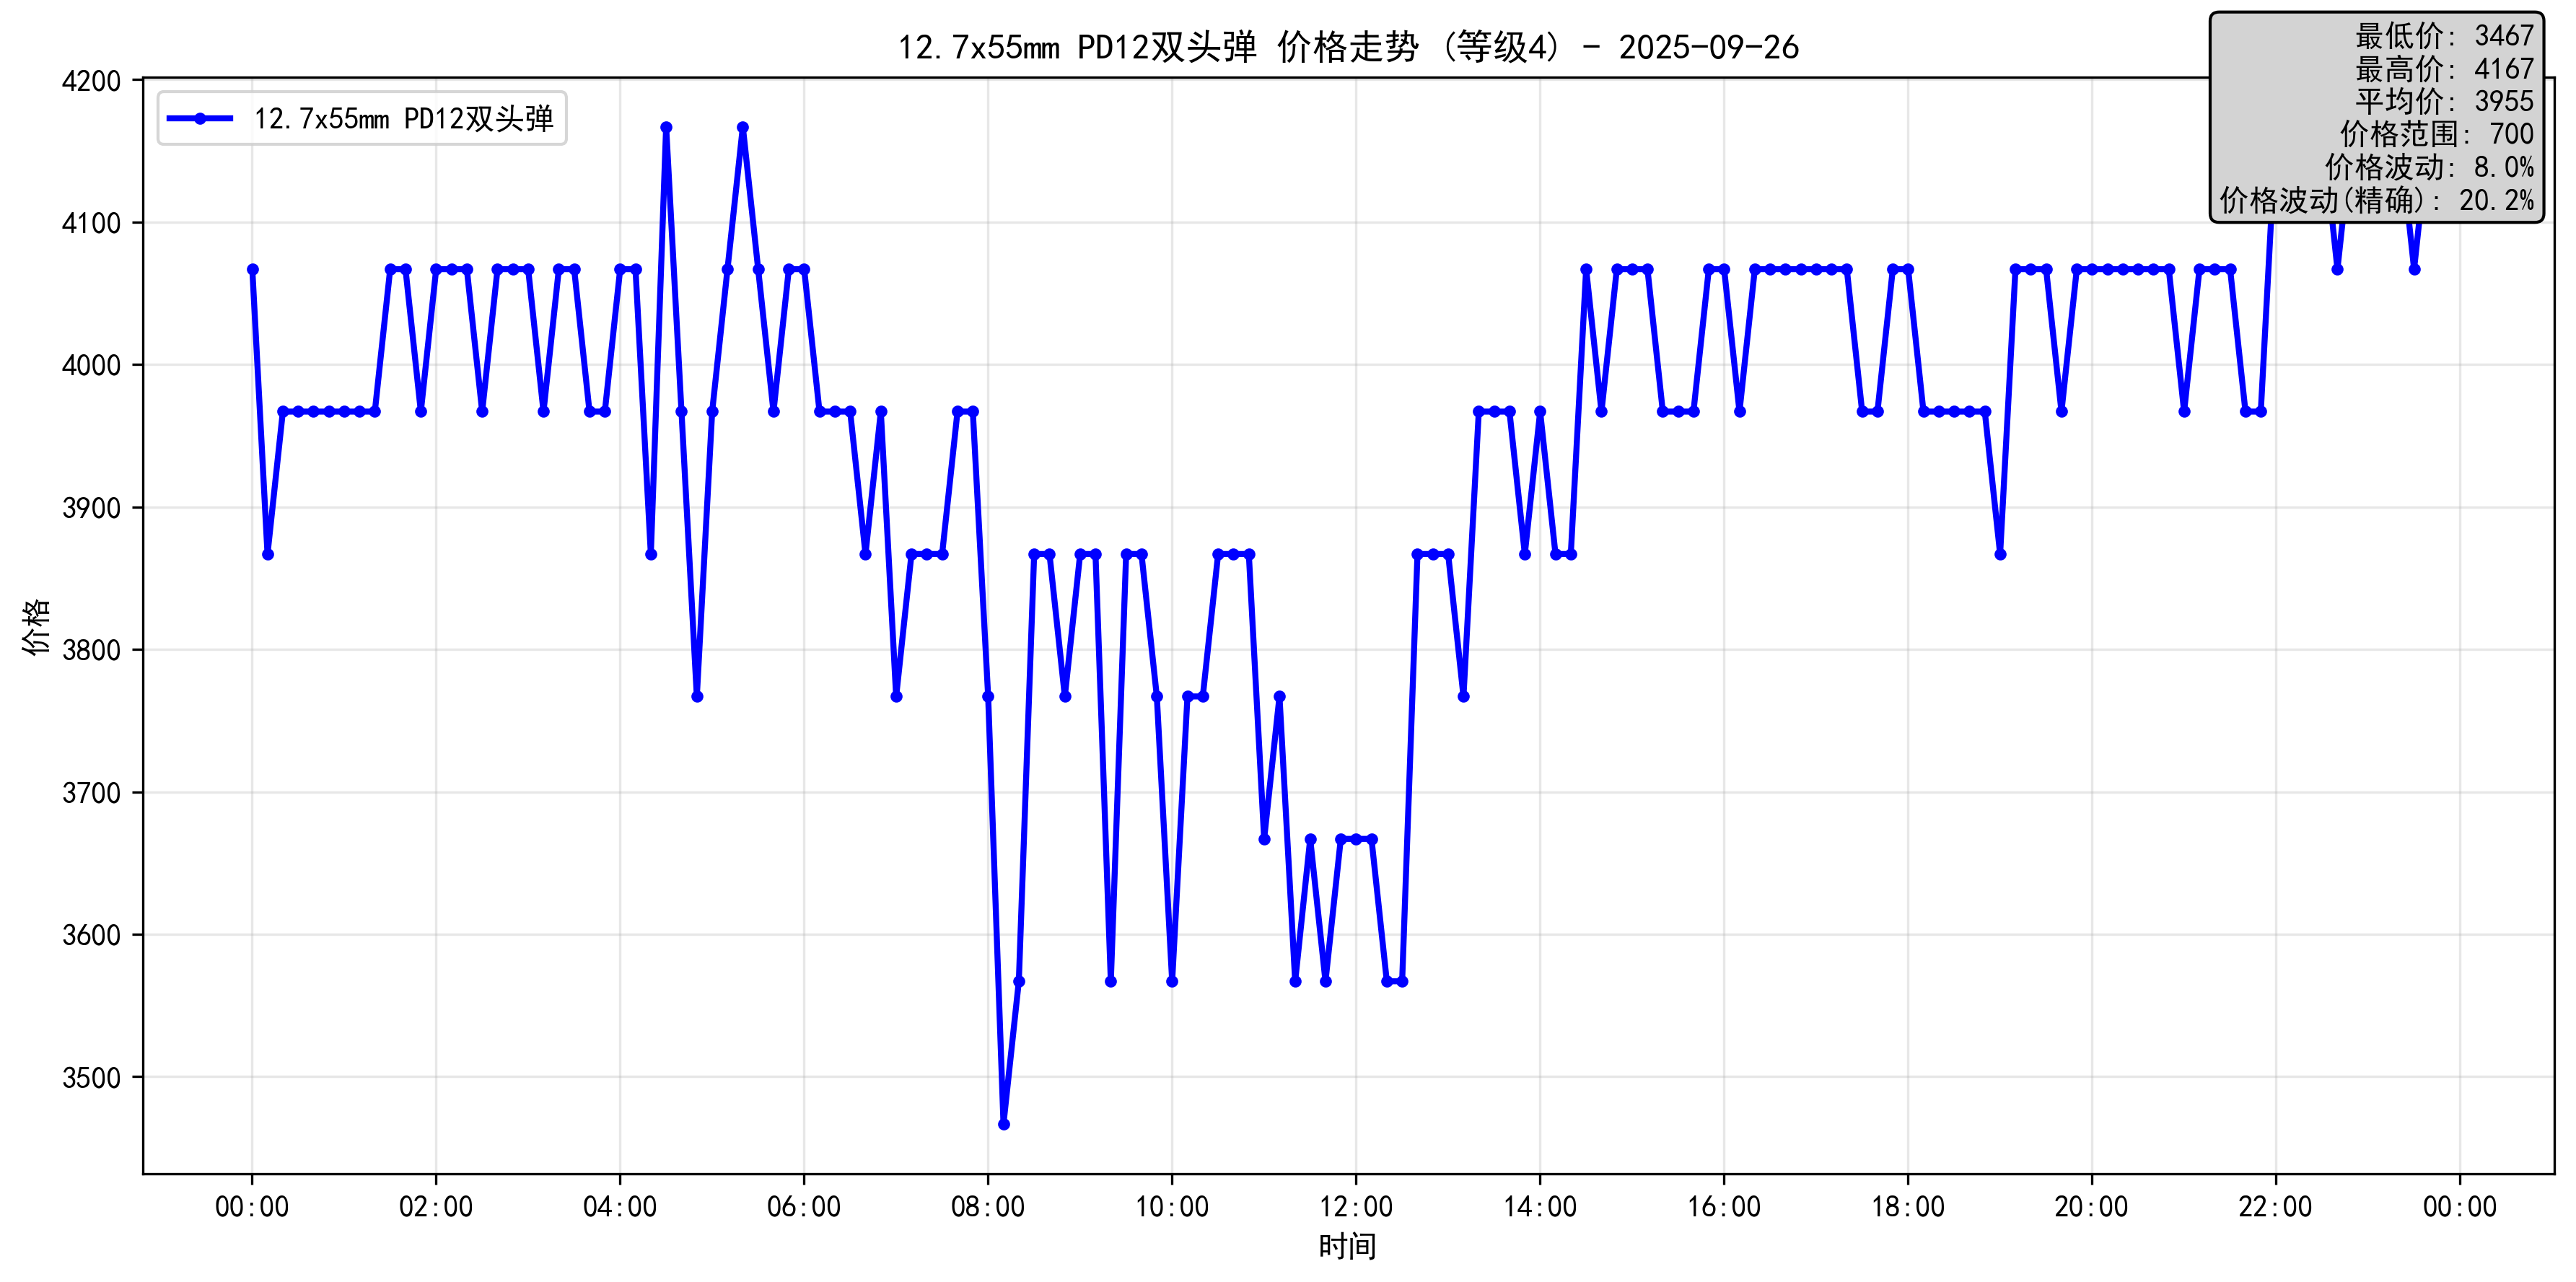 12.7x55mm PD12双头弹 价格走势 (等级4) - 2025-09-26
最低价: 3467
最高价: 4167
平均价: 3955
价格范围: 700
价格波动: 8.0%
价格波动(精确): 20.2%
12.7x55mm PD12双头弹
4200
4100
4000
3900
3800
3700
3600
3500
价格
00:00 02:00 04:00 06:00 08:00 10:00 12:00 14:00 16:00 18:00 20:00 22:00 00:00
时间